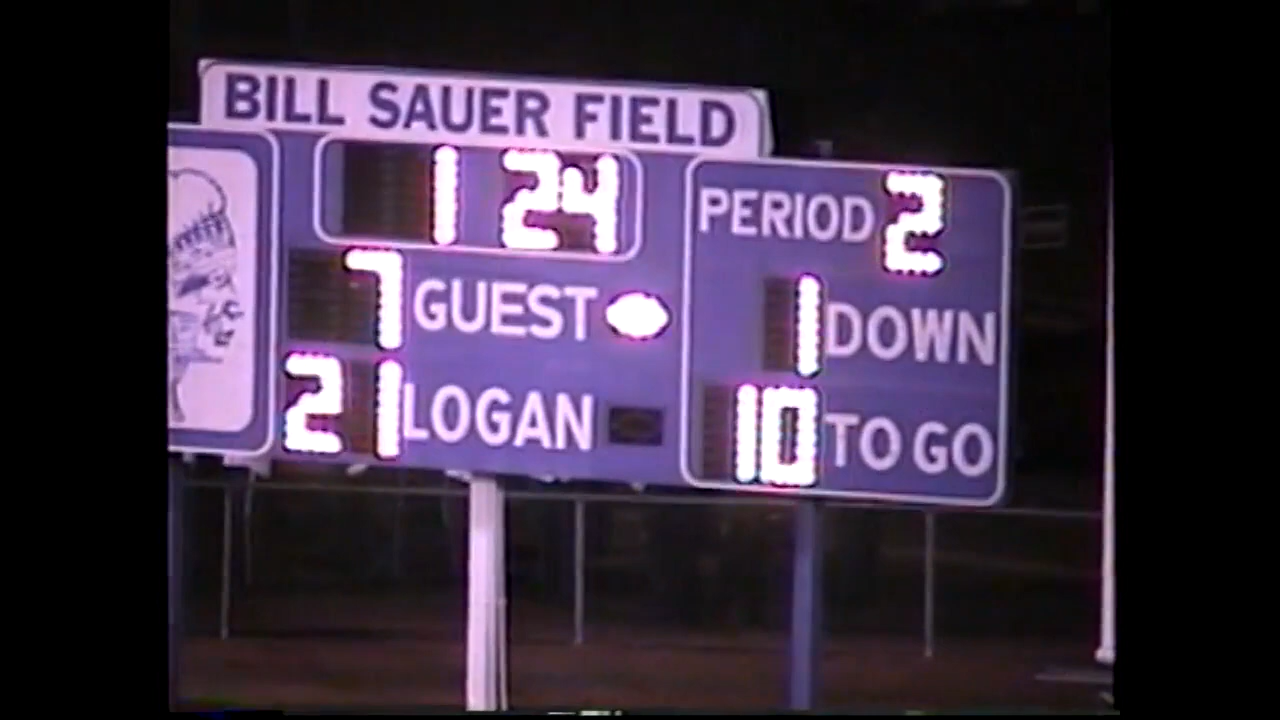 BILL SAUER FIELD
1 24
PERIOD 2
7 GUEST
1 DOWN
21 LOGAN
10 TO GO